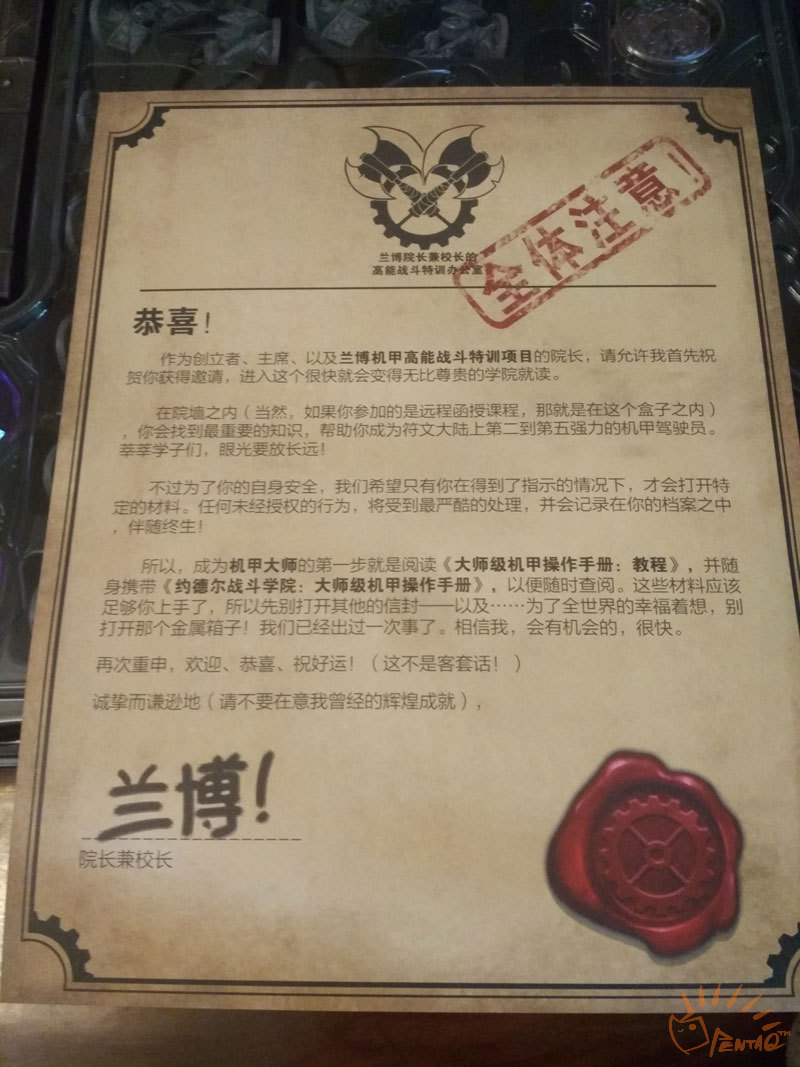 兰博院长兼校长的
高能战斗特训办公室
全体注意!
恭喜!
作为创立者、主席、以及兰博机甲高能战斗特训项目的院长,请允许我首先祝
贺你获得邀请,进入这个很快就会变得无比尊贵的学院就读。
在院墙之内(当然,如果你参加的是远程函授课程,那就是在这个盒子之内)
,你会找到最重要的知识,帮助你成为符文大陆上第二到第五强力的机甲驾驶员。
莘莘学子们,眼光要放长远!
不过为了你的自身安全,我们希望只有你在得到了指示的情况下,才会打开特
定的材料。任何未经授权的行为,将受到最严酷的处理,并会记录在你的档案之中
,伴随终生!
所以,成为机甲大师的第一步就是阅读《大师级机甲操作手册:教程》,并随
身携带《约德尔战斗学院:大师级机甲操作手册》,以便随时查阅。这些材料应该
足够你上手了,所以先别打开其他的信封——以及……为了全世界的幸福着想,别
打开那个金属箱子!我们已经出过一次事了。相信我,会有机会的,很快。
再次重申,欢迎、恭喜、祝好运!(这不是客套话!)
诚挚而谦逊地(请不要在意我曾经的辉煌成就),
兰博!
院长兼校长
PENTAQ™